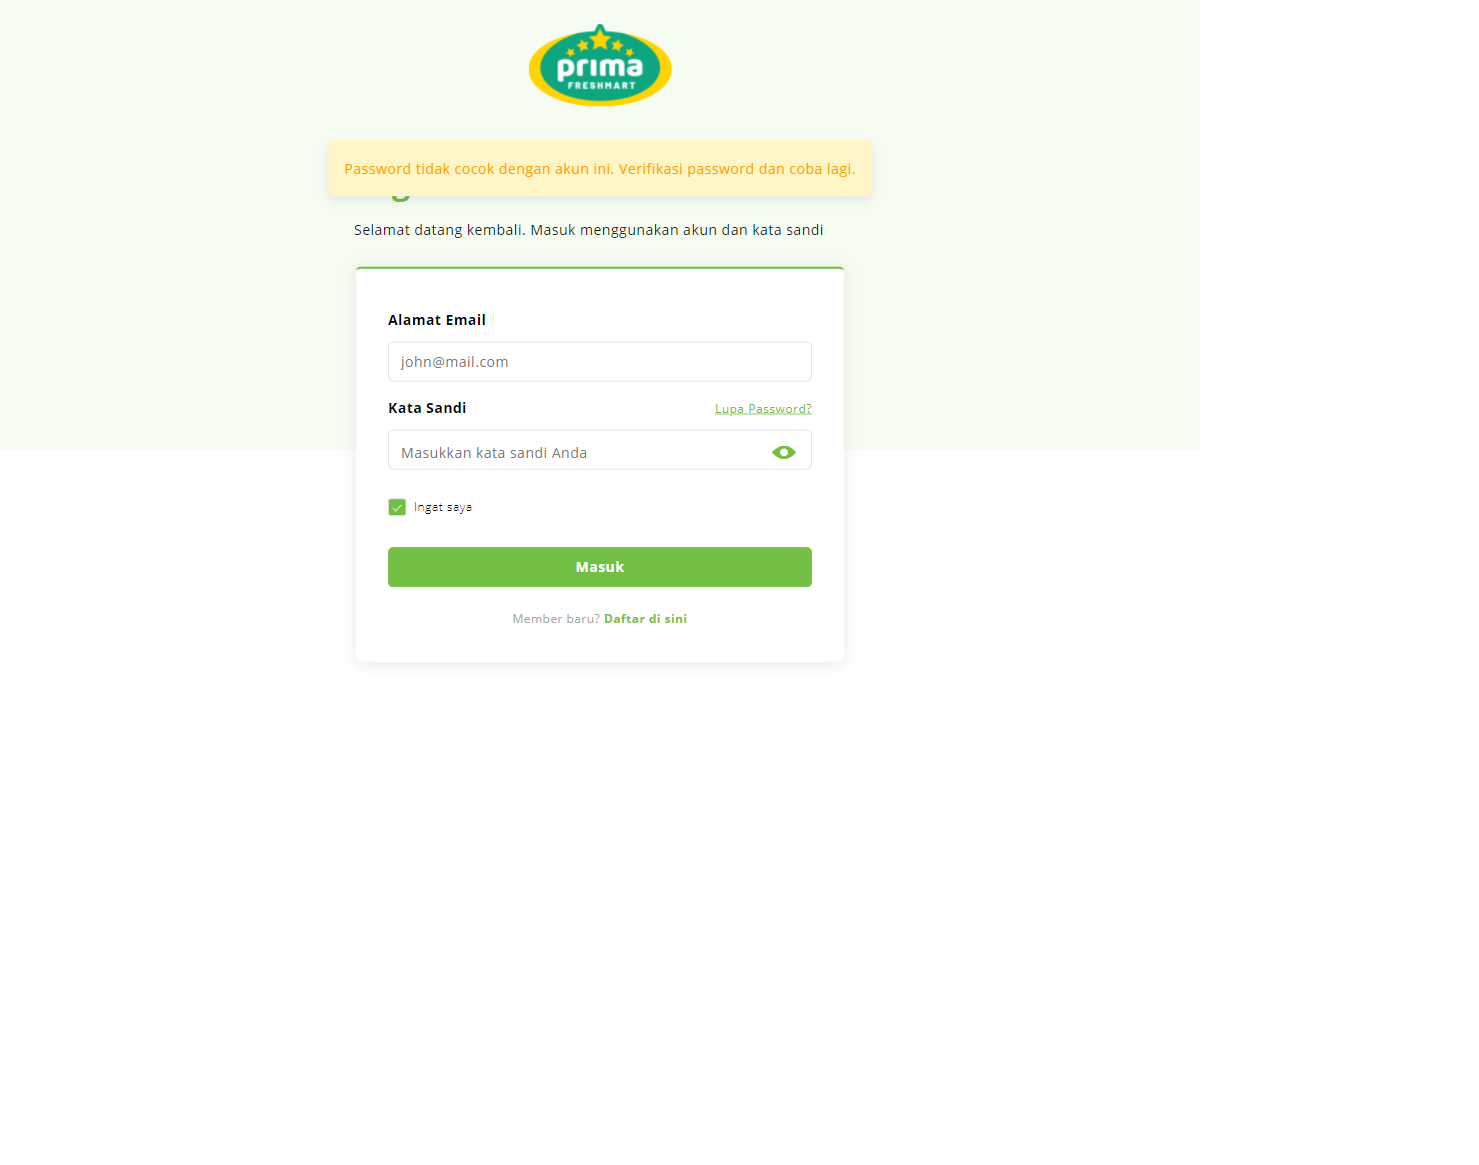 prima
FRESHMART
Password tidak cocok dengan akun ini. Verifikasi password dan coba lagi.
Selamat datang kembali. Masuk menggunakan akun dan kata sandi
Alamat Email
john@mail.com
Kata Sandi
Lupa Password?
Masukkan kata sandi Anda
Ingat saya
Masuk
Member baru? Daftar di sini